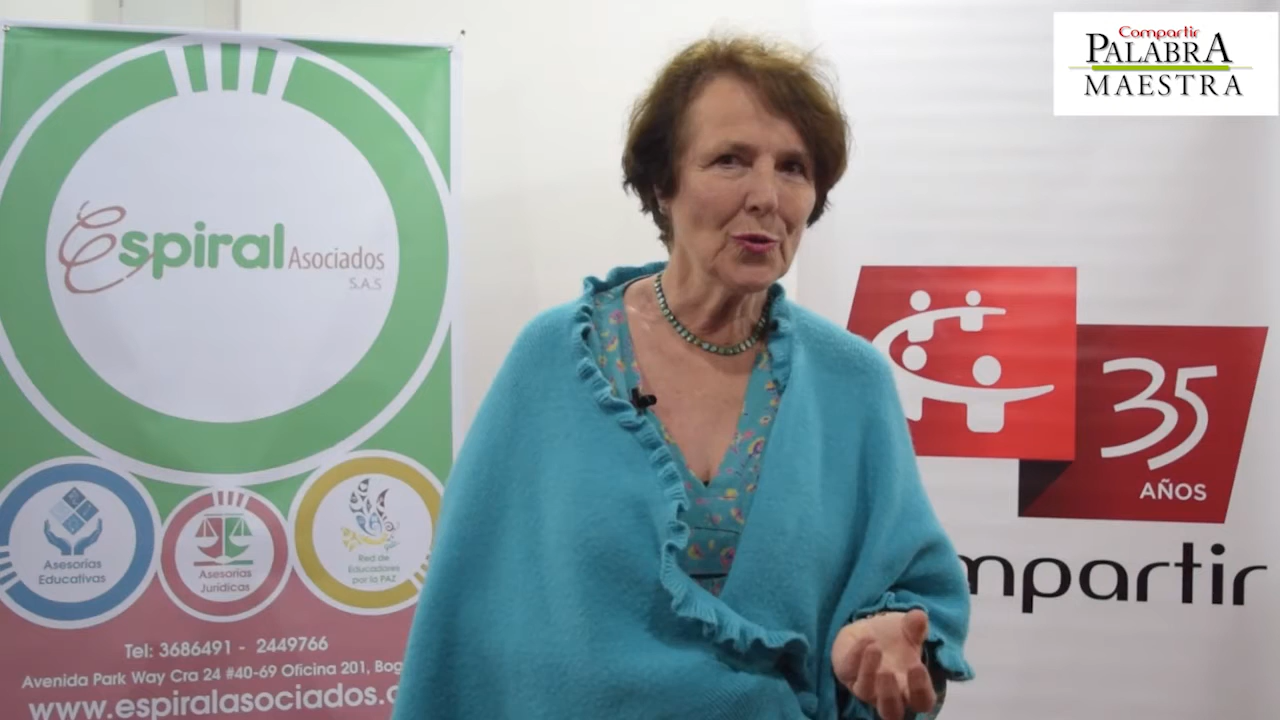 Compartir
PALABRA
MAESTRA
Espiral Asociados
S.A.S
Asesorías
Educativas
Asesorías
Jurídicas
Red de
Educadores
por la PAZ
Tel: 3686491 - 2449766
Avenida Park Way Cra 24 #40-69 Oficina 201, Bog
www.espiralasociados.c
35
AÑOS
mpartir